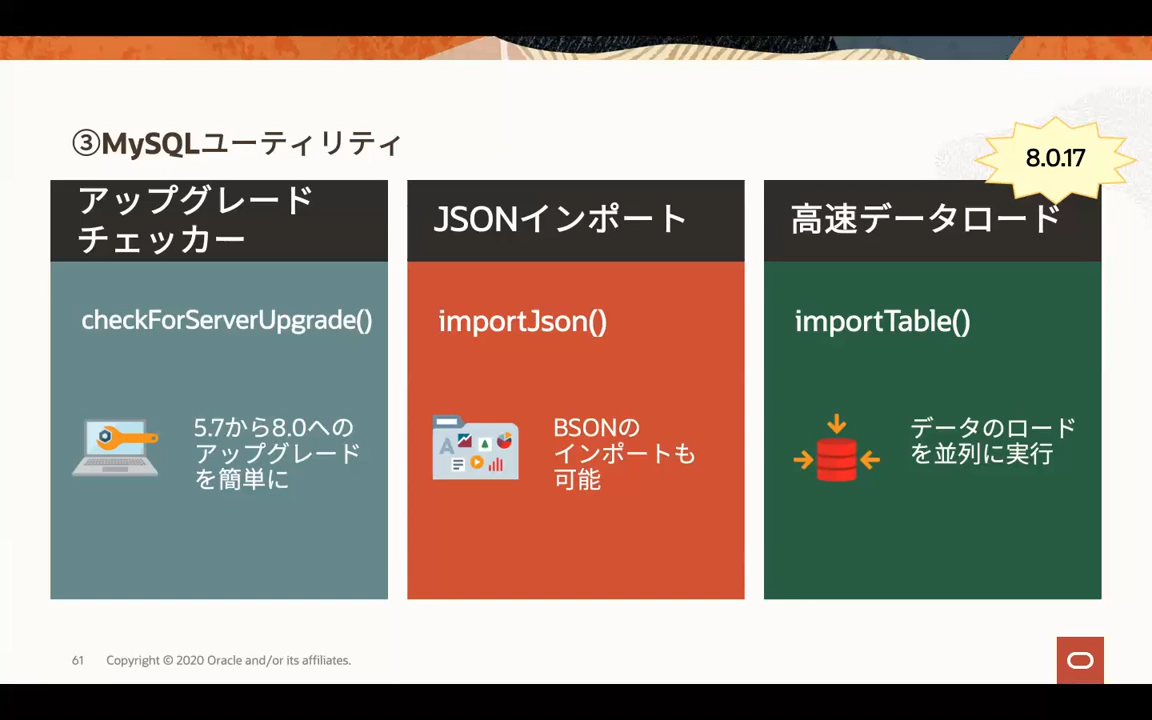 ③MySQLユーティリティ
8.0.17
アップグレード
チェッカー
checkForServerUpgrade()
5.7から8.0への
アップグレード
を簡単に
JSONインポート
importJson()
BSONの
インポートも
可能
高速データロード
importTable()
データのロード
を並列に実行
61 Copyright © 2020 Oracle and/or its affiliates.